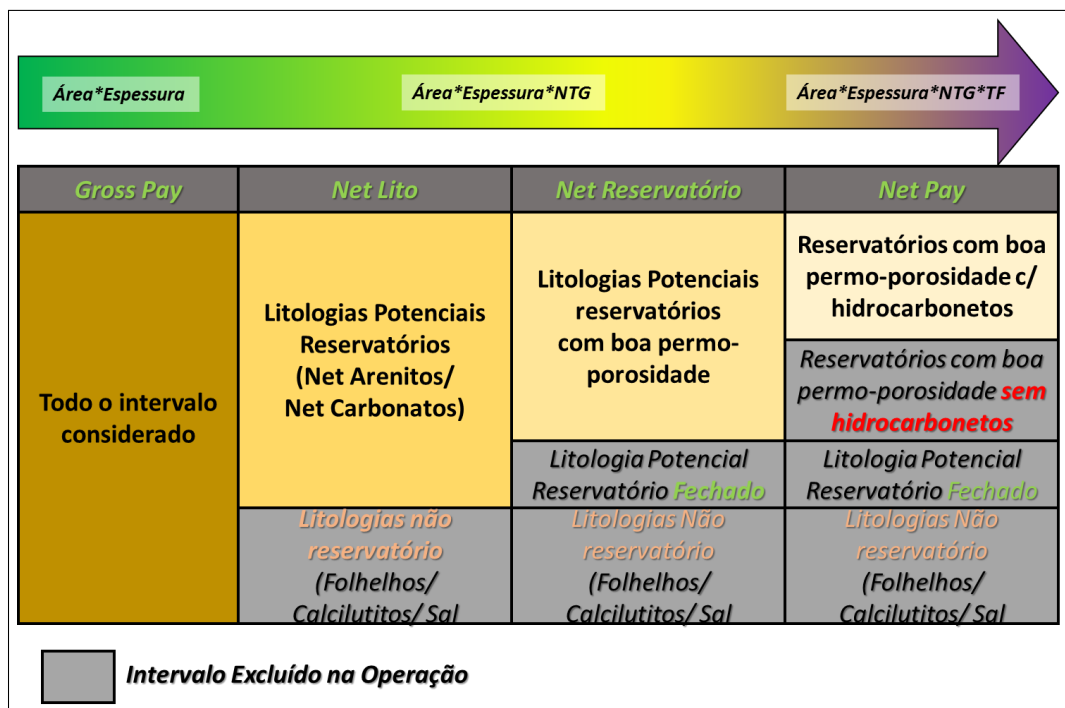 Área*Espessura
Área*Espessura*NTG
Área*Espessura*NTG*TF
Gross Pay
Net Lito
Net Reservatório
Net Pay
Todo o intervalo
considerado
Litologias Potenciais
Reservatórios
(Net Arenitos/
Net Carbonatos)
Litologias não
reservatório
(Folhelhos/
Calcilutitos/ Sal
Litologias Potenciais
reservatórios
com boa permo-
porosidade
Litologia Potencial
Reservatório Fechado
Litologias Não
reservatório
(Folhelhos/
Calcilutitos/ Sal
Reservatórios com boa
permo-porosidade c/
hidrocarbonetos
Reservatórios com boa
permo-porosidade sem
hidrocarbonetos
Litologia Potencial
Reservatório Fechado
Litologias Não
reservatório
(Folhelhos/
Calcilutitos/ Sal
Intervalo Excluído na Operação